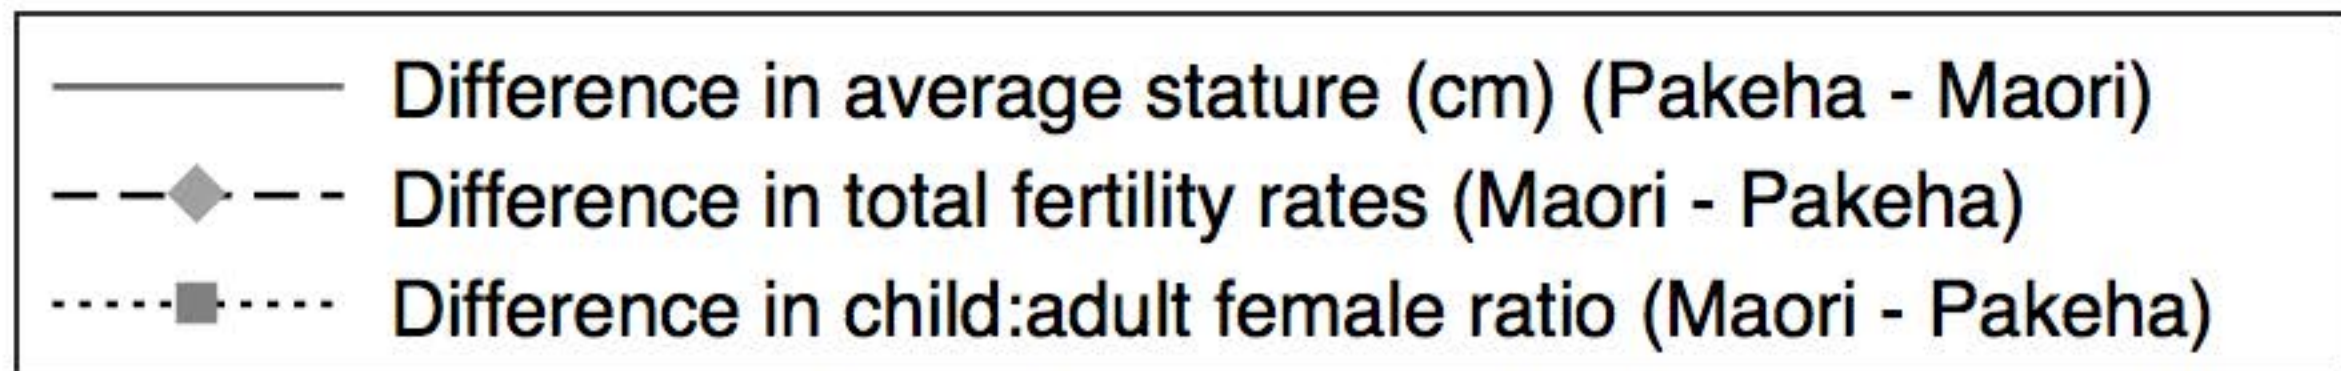 Difference in average stature (cm) (Pakeha - Maori)
Difference in total fertility rates (Maori - Pakeha)
Difference in child:adult female ratio (Maori - Pakeha)